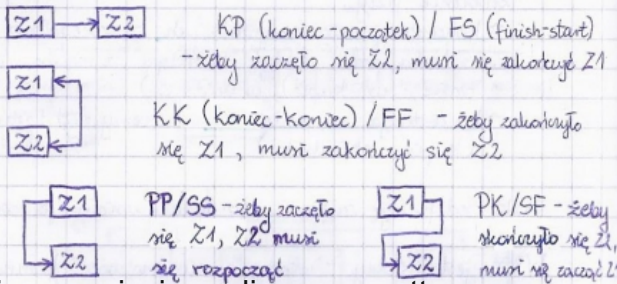 Z1 → Z2 KP (koniec-początek) / FS (finish-start)
- żeby zaczęło się Z2, musi się zakończyć Z1
Z1
Z2
KK (koniec-koniec) / FF - żeby zakończyło
się Z1, musi zakończyć się Z2
Z1
Z2
PP/SS - żeby zaczęło
się Z1, Z2 musi
się rozpocząć
Z1
Z2
PK/SF - żeby
skończyło się Z2,
musi się zacząć